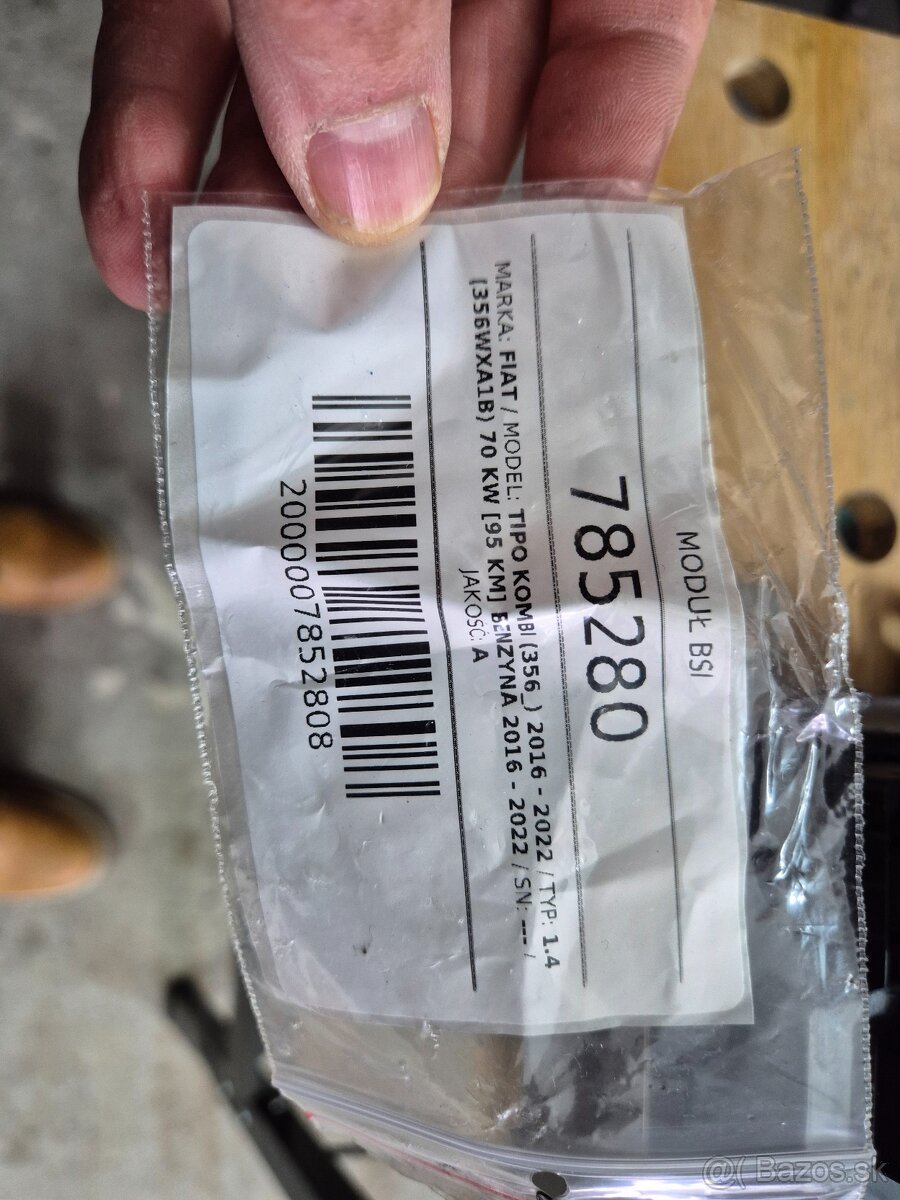 MODUŁ BSI
785280
MARKA: FIAT / MODEL: TIPO KOMBI (356_) 2016 - 2022 / TYP: 1.4
(356WXA1B) 70 KW [95 KM] BENZYNA 2016 - 2022 / SN: --- /
JAKOŚĆ: A
2000007852808
@( Bazos.sk